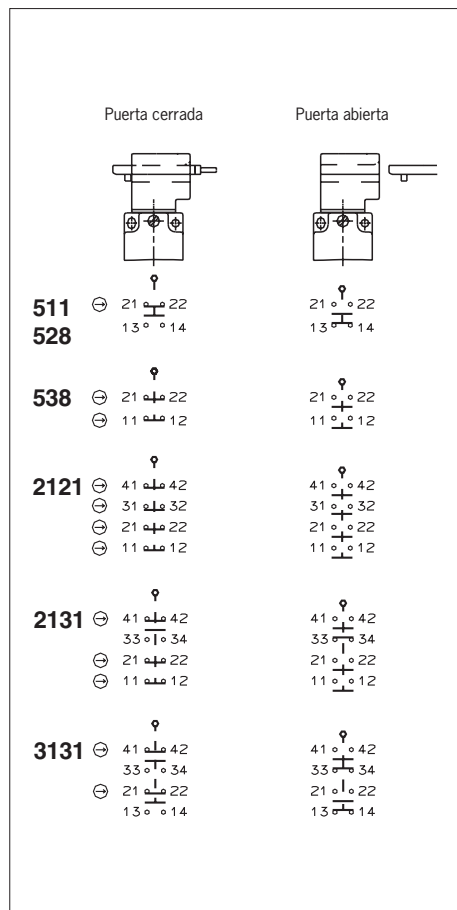 Puerta cerrada Puerta abierta
511 21 22 21 22
528 13 14 13 14
538 21 22 21 22
11 12 11 12
2121 41 42 41 42
31 32 31 32
21 22 21 22
11 12 11 12
2131 41 42 41 42
33 34 33 34
21 22 21 22
11 12 11 12
3131 41 42 41 42
33 34 33 34
21 22 21 22
13 14 13 14